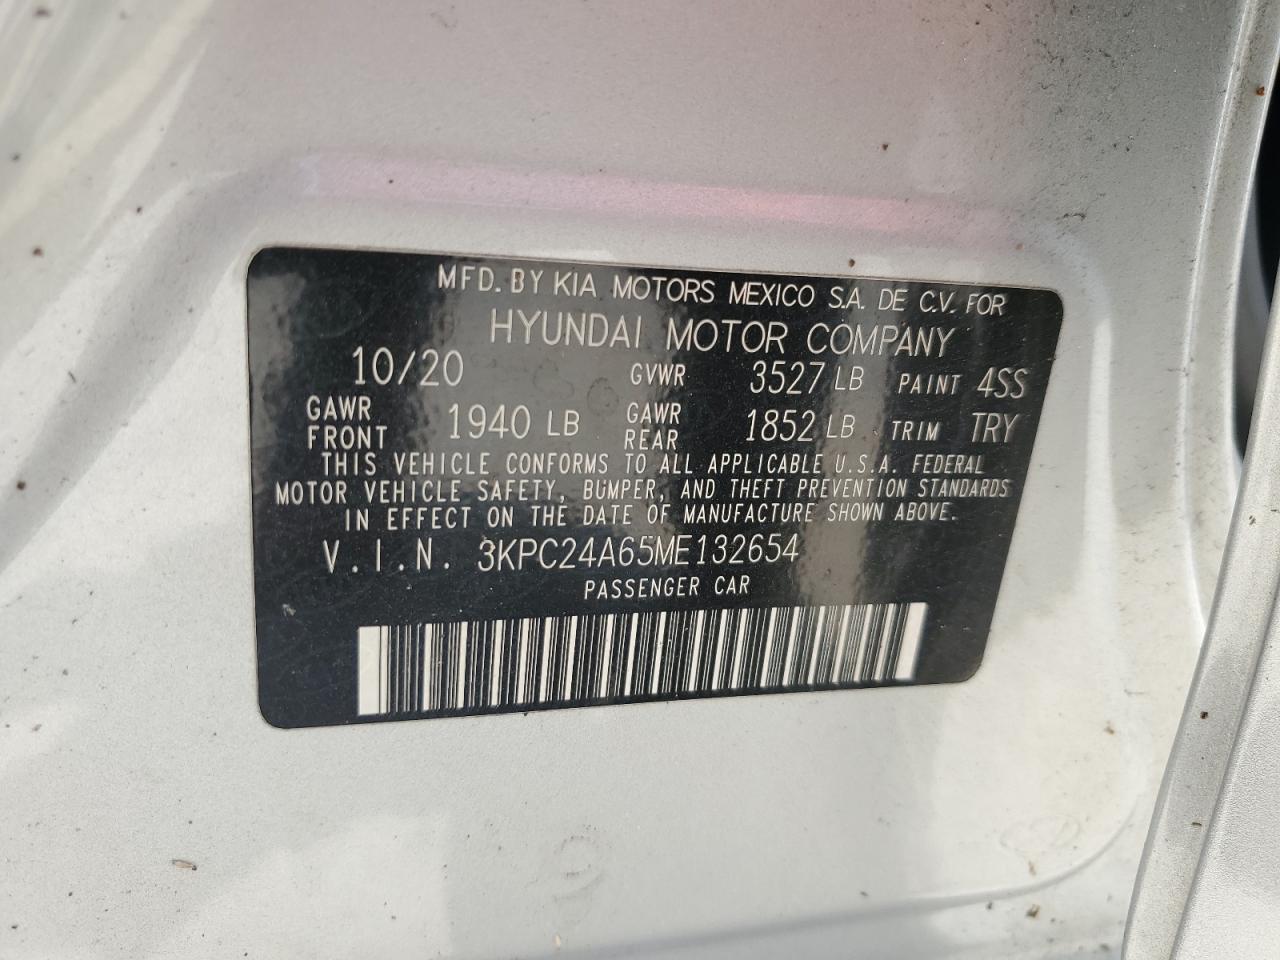 MFD. BY KIA MOTORS MEXICO S.A. DE C.V. FOR
HYUNDAI MOTOR COMPANY
10/20 GVWR 3527 LB PAINT 4SS
GAWR FRONT 1940 LB GAWR REAR 1852 LB TRIM TRY
THIS VEHICLE CONFORMS TO ALL APPLICABLE U.S.A. FEDERAL
MOTOR VEHICLE SAFETY, BUMPER, AND THEFT PREVENTION STANDARDS
IN EFFECT ON THE DATE OF MANUFACTURE SHOWN ABOVE.
V.I.N. 3KPC24A65ME132654
PASSENGER CAR